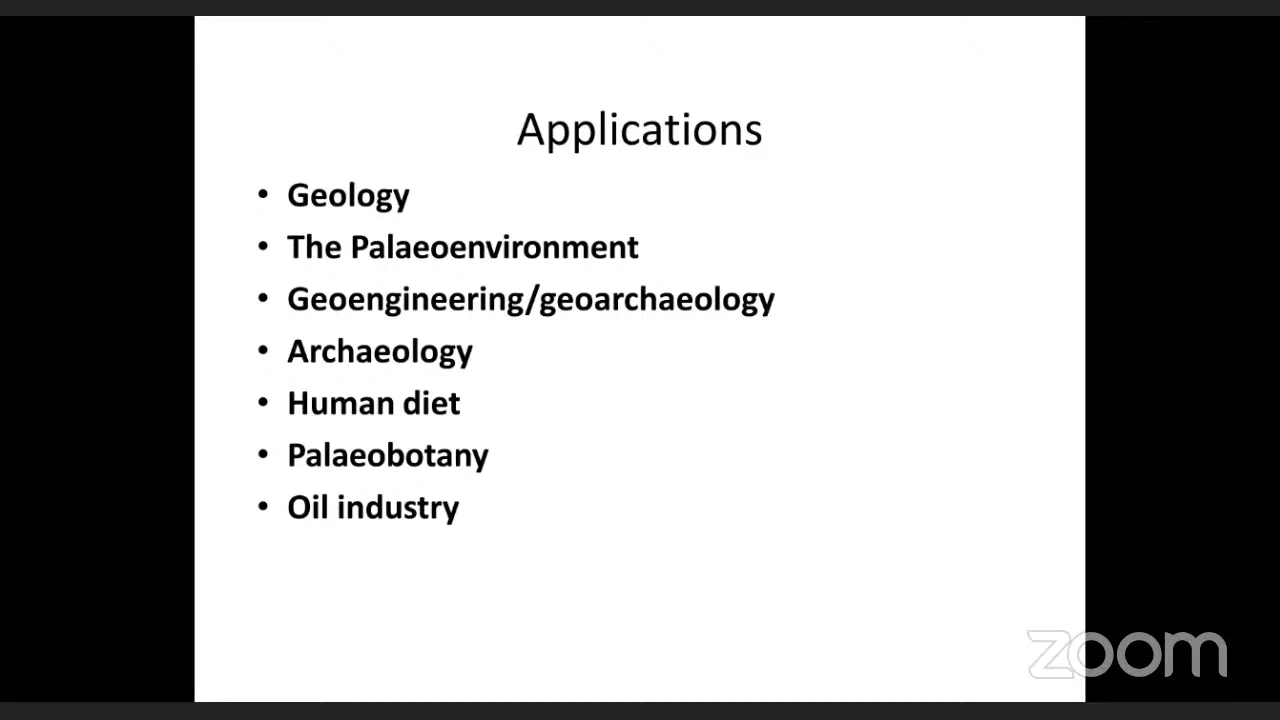 Applications
• Geology
• The Palaeoenvironment
• Geoengineering/geoarchaeology
• Archaeology
• Human diet
• Palaeobotany
• Oil industry
zoom